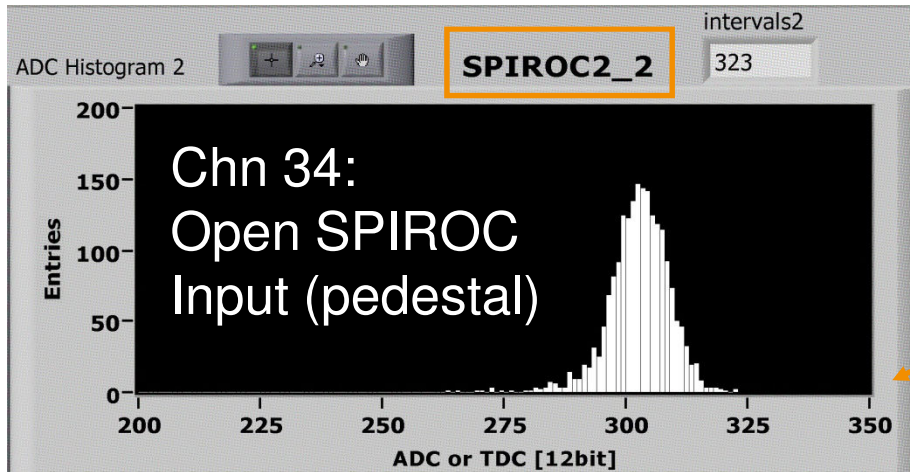 intervals2
ADC Histogram 2
SPIROC2_2
323
200
150
100
50
0
Entries
Chn 34:
Open SPIROC
Input (pedestal)
200 225 250 275 300 325 350
ADC or TDC [12bit]